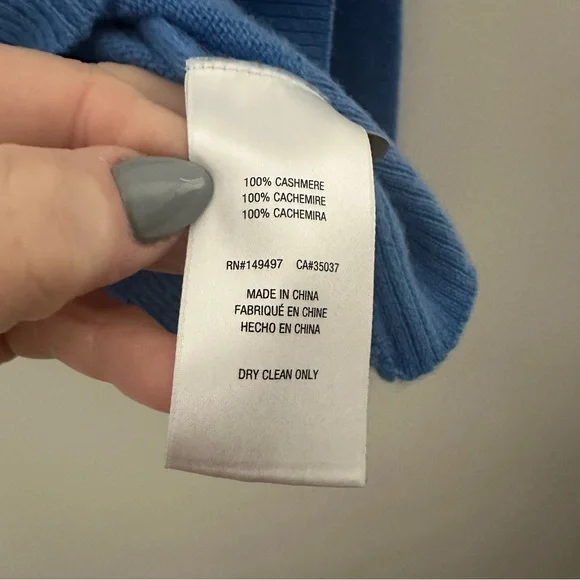 100% CASHMERE
100% CACHEMIRE
100% CACHEMIRA
RN#149497 CA#35037
MADE IN CHINA
FABRIQUÉ EN CHINE
HECHO EN CHINA
DRY CLEAN ONLY